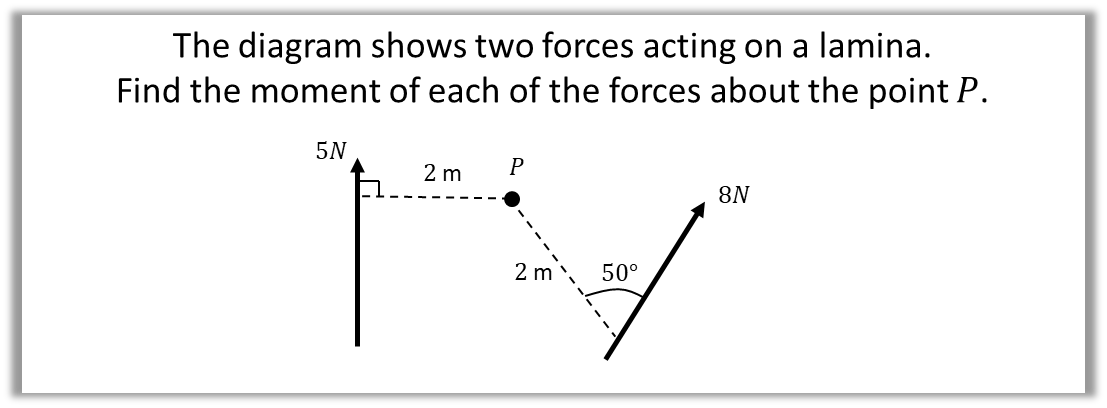 The diagram shows two forces acting on a lamina.
Find the moment of each of the forces about the point P.
5N
2 m
P
8N
2 m
50°